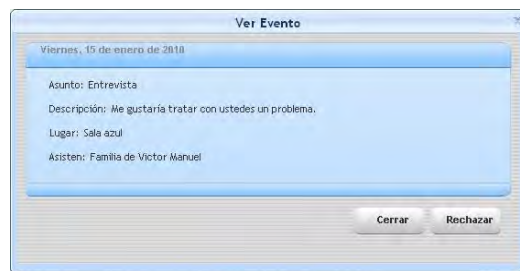 Ver Evento
Viernes, 15 de enero de 2010
Asunto: Entrevista
Descripción: Me gustaría tratar con ustedes un problema.
Lugar: Sala azul
Asisten: Familia de Victor Manuel
Cerrar Rechazar